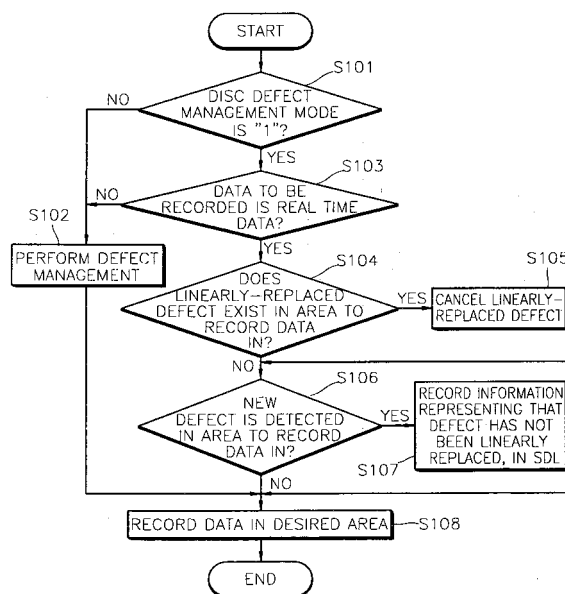 START
S101
NO
DISC DEFECT
MANAGEMENT MODE
IS "1"?
YES
S103
NO
DATA TO BE
RECORDED IS REAL TIME
DATA?
S102
PERFORM DEFECT
MANAGEMENT
YES
S104
DOES
LINEARLY-REPLACED
DEFECT EXIST IN AREA TO
RECORD DATA
IN?
YES
S105
CANCEL LINEARLY-
REPLACED DEFECT
NO
S106
NEW
DEFECT IS DETECTED
IN AREA TO RECORD
DATA IN?
YES
RECORD INFORMATION
REPRESENTING THAT
DEFECT HAS NOT
BEEN LINEARLY
REPLACED, IN SDL
S107
NO
RECORD DATA IN DESIRED AREA
S108
END